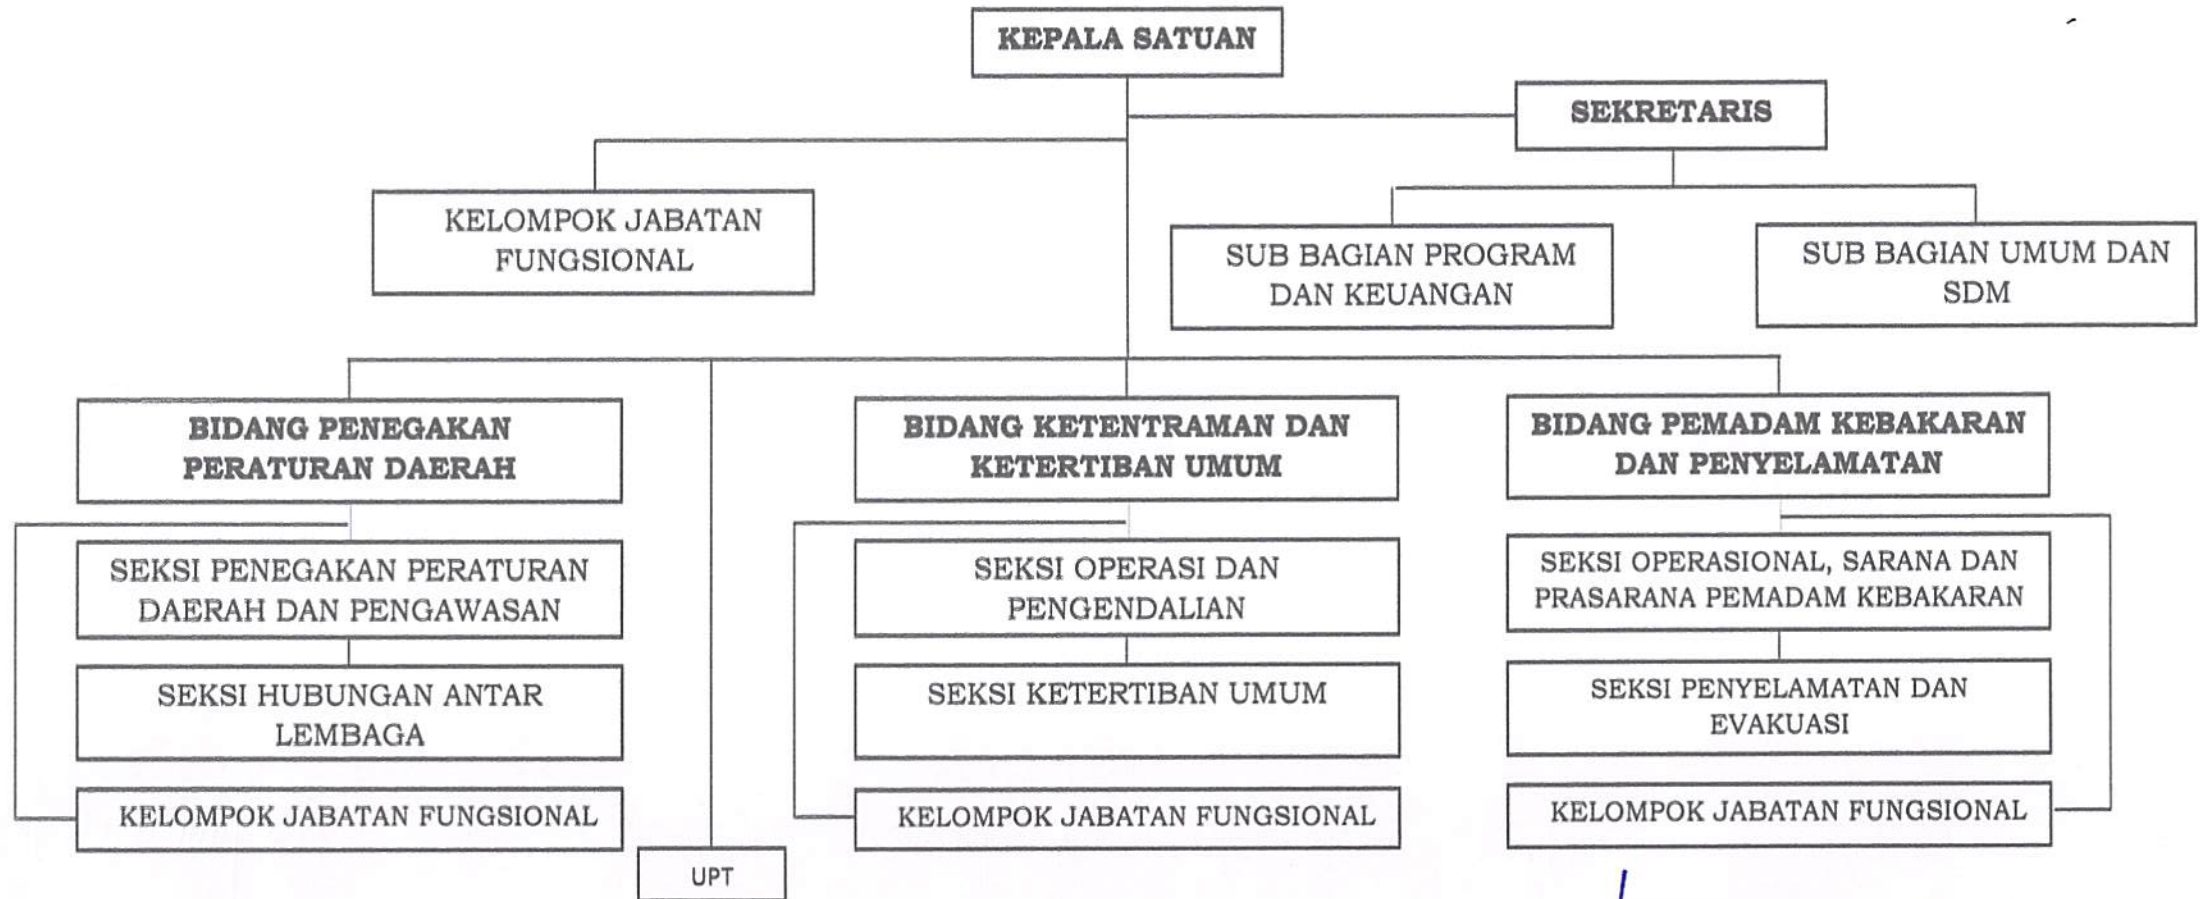 KEPALA SATUAN
SEKRETARIS
KELOMPOK JABATAN
FUNGSIONAL
SUB BAGIAN PROGRAM
DAN KEUANGAN
SUB BAGIAN UMUM DAN
SDM
BIDANG PENEGAKAN
PERATURAN DAERAH
BIDANG KETENTRAMAN DAN
KETERTIBAN UMUM
BIDANG PEMADAM KEBAKARAN
DAN PENYELAMATAN
SEKSI PENEGAKAN PERATURAN
DAERAH DAN PENGAWASAN
SEKSI OPERASI DAN
PENGENDALIAN
SEKSI OPERASIONAL, SARANA DAN
PRASARANA PEMADAM KEBAKARAN
SEKSI HUBUNGAN ANTAR
LEMBAGA
SEKSI KETERTIBAN UMUM
SEKSI PENYELAMATAN DAN
EVAKUASI
KELOMPOK JABATAN FUNGSIONAL
KELOMPOK JABATAN FUNGSIONAL
KELOMPOK JABATAN FUNGSIONAL
UPT